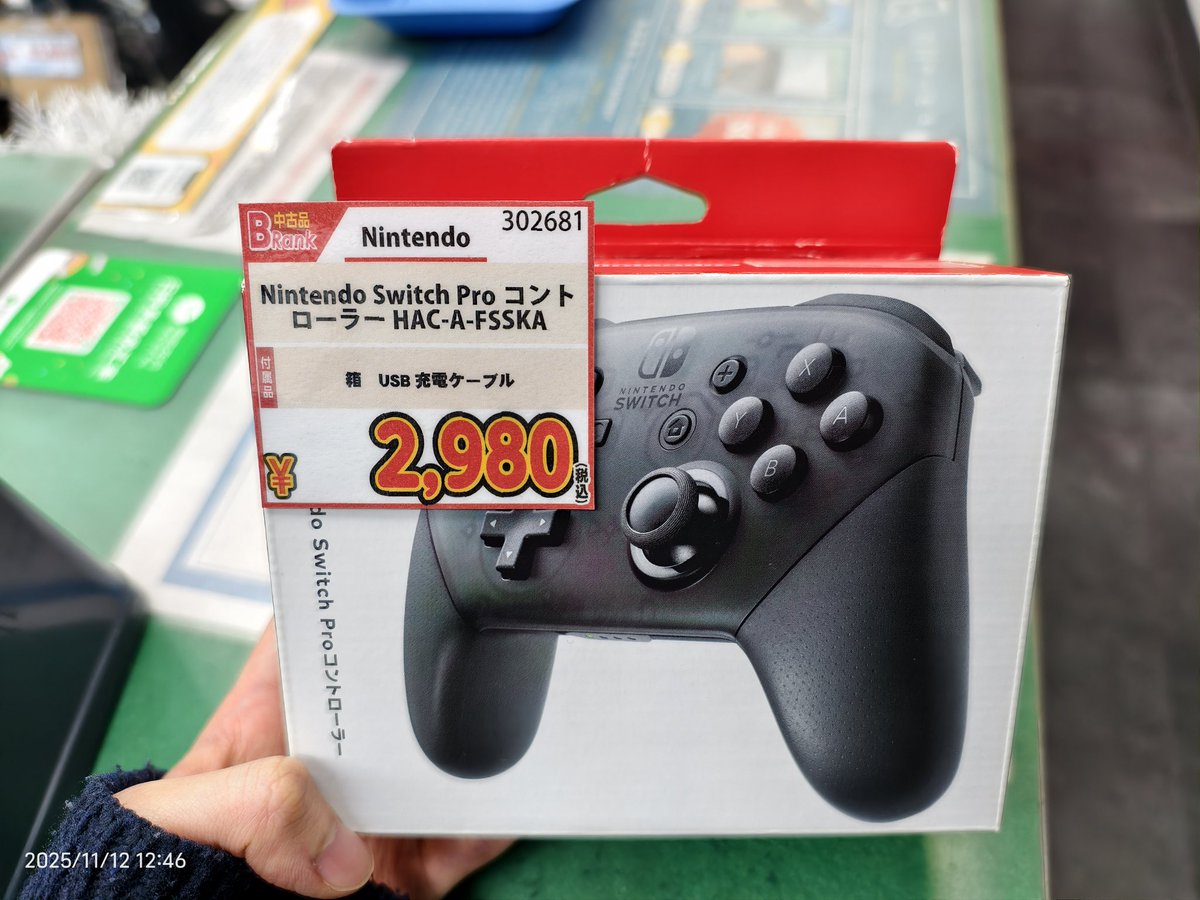 中古品
B Rank
Nintendo
302681
Nintendo Switch Pro コント
ローラー HAC-A-FSSKA
付属品
箱 USB 充電ケーブル
¥ 2,980 (税込)
NINTENDO
SWITCH
X
Y
A
B
do Switch Proコントローラー
2025/11/12 12:46